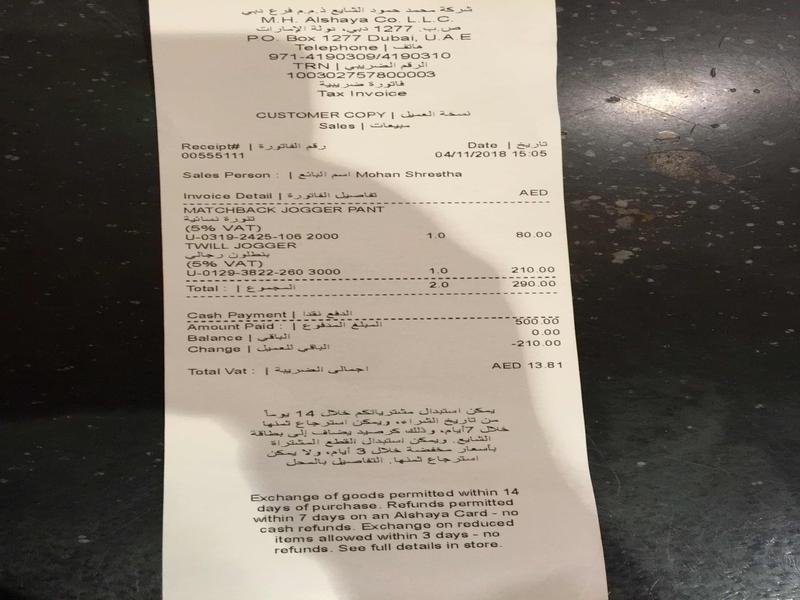 شركة محمد حمود الشايع ذ.م.م فرع دبي
M.H. Alshaya Co. L.L.C.
ص.ب. 1277 دبي، دولة الإمارات
P.O. Box 1277 Dubai, U.A.E
Telephone | هاتف
971-4190309/4190310
TRN | الرقم الضريبي
100302757800003
فاتورة ضريبية
Tax Invoice
CUSTOMER COPY | نسخة العميل
Sales | مبيعات
Receipt# | رقم الفاتورة Date | تاريخ
00555111 04/11/2018 15:05
Sales Person : | اسم البائع Mohan Shrestha
Invoice Detail | تفاصيل الفاتورة AED
MATCHBACK JOGGER PANT
تنورة نسائية
(5% VAT)
U-0319-2425-106 2000 1.0 80.00
TWILL JOGGER
بنطلون رجالي
(5% VAT)
U-0129-3822-260 3000 1.0 210.00
Total : | المجموع 2.0 290.00
Cash Payment | الدفع نقدا
Amount Paid : | المبلغ المدفوع 500.00
Balance | الباقي 0.00
Change | الباقي للعميل -210.00
Total Vat : | اجمالي الضريبة AED 13.81
يمكن استبدال مشترياتكم خلال 14 يوماً
من تاريخ الشراء، ويمكن استرجاع ثمنها
خلال 7أيام، وذلك كرصيد يضاف إلى بطاقة
الشايع. ويمكن استبدال القطع المشتراة
بأسعار مخفضة خلال 3 أيام، ولا يمكن
استرجاع ثمنها. التفاصيل بالمحل
Exchange of goods permitted within 14
days of purchase. Refunds permitted
within 7 days on an Alshaya Card - no
cash refunds. Exchange on reduced
items allowed within 3 days - no
refunds. See full details in store.